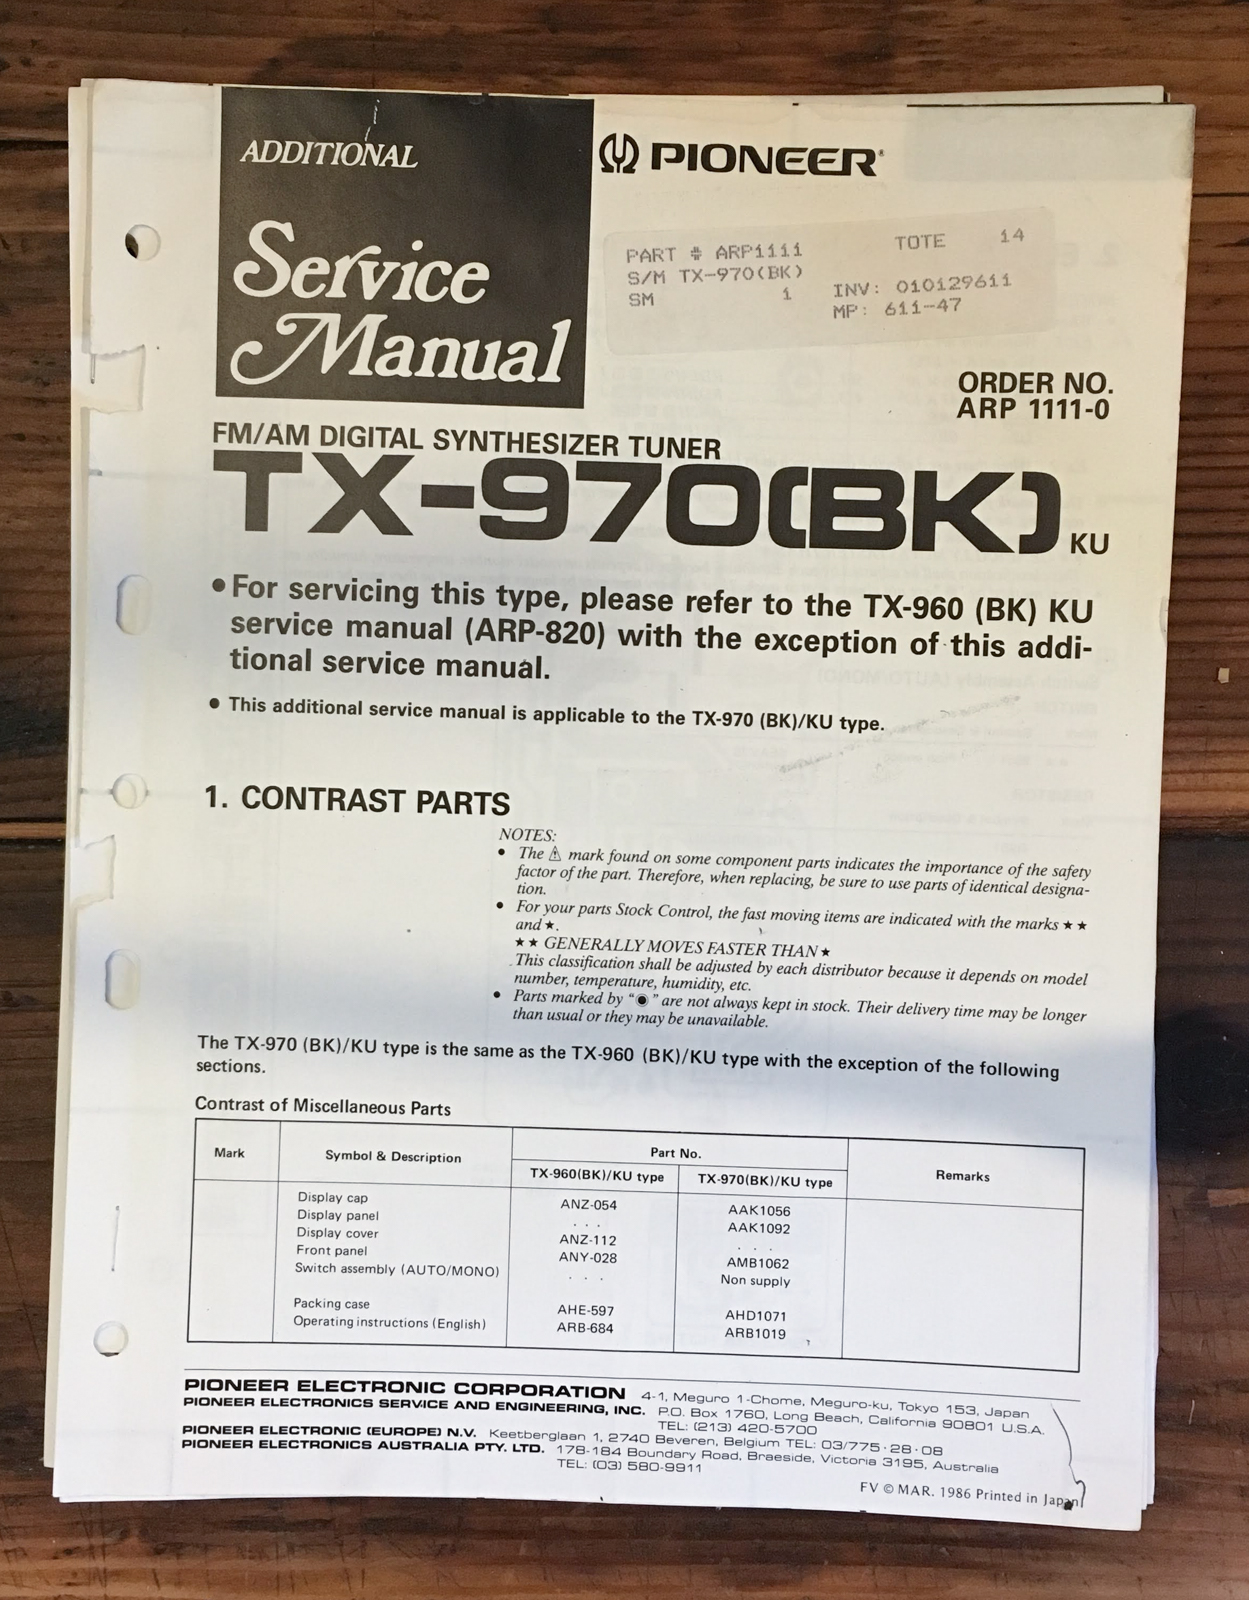 ADDITIONAL
Service
Manual
PIONEER®
PART # ARP1111
TOTE 14
S/M TX-970(BK)
SM 1
INV: 010129611
MP: 611-47
ORDER NO.
ARP 1111-0
FM/AM DIGITAL SYNTHESIZER TUNER
TX-970(BK) KU
● For servicing this type, please refer to the TX-960 (BK) KU
service manual (ARP-820) with the exception of this addi-
tional service manual.
● This additional service manual is applicable to the TX-970 (BK)/KU type.
1. CONTRAST PARTS
NOTES:
● The ⚠ mark found on some component parts indicates the importance of the safety
factor of the part. Therefore, when replacing, be sure to use parts of identical designa-
tion.
● For your parts Stock Control, the fast moving items are indicated with the marks ★ ★
and ★.
★ ★ GENERALLY MOVES FASTER THAN ★
This classification shall be adjusted by each distributor because it depends on model
number, temperature, humidity, etc.
● Parts marked by “◉” are not always kept in stock. Their delivery time may be longer
than usual or they may be unavailable.
The TX-970 (BK)/KU type is the same as the TX-960 (BK)/KU type with the exception of the following
sections.
Contrast of Miscellaneous Parts
Mark Symbol & Description Part No. Remarks
TX-960(BK)/KU type TX-970(BK)/KU type
Display cap ANZ-054 AAK1056
Display panel . . . AAK1092
Display cover ANZ-112 . . .
Front panel ANY-028 AMB1062
Switch assembly (AUTO/MONO) . . . Non supply
Packing case AHE-597 AHD1071
Operating instructions (English) ARB-684 ARB1019
PIONEER ELECTRONIC CORPORATION 4-1, Meguro 1-Chome, Meguro-ku, Tokyo 153, Japan
PIONEER ELECTRONICS SERVICE AND ENGINEERING, INC. P.O. Box 1760, Long Beach, California 90801 U.S.A.
TEL: (213) 420-5700
PIONEER ELECTRONIC (EUROPE) N.V. Keetberglaan 1, 2740 Beveren, Belgium TEL: 03/775·28·08
PIONEER ELECTRONICS AUSTRALIA PTY. LTD. 178-184 Boundary Road, Braeside, Victoria 3195, Australia
TEL: (03) 580-9911
FV © MAR. 1986 Printed in Japan